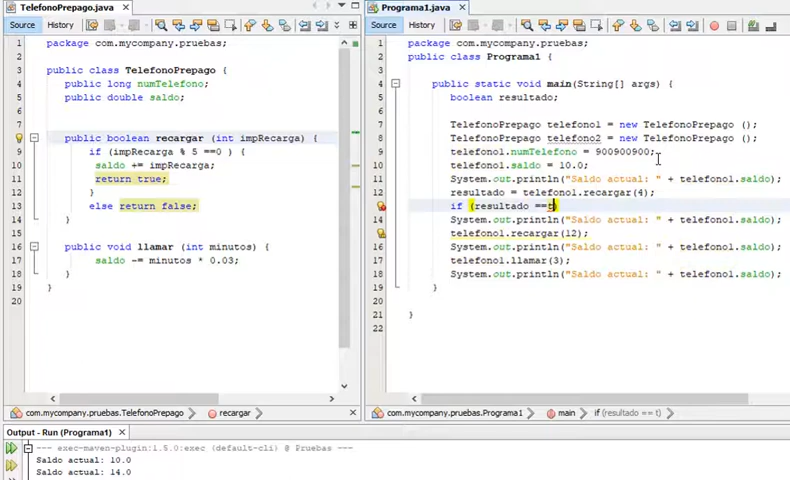 TelefonoPrepago.java
Source History
1 package com.mycompany.pruebas;
2
3 public class TelefonoPrepago {
4 public long numTelefono;
5 public double saldo;
6
7
8 public boolean recargar (int impRecarga) {
9 if (impRecarga % 5 ==0 ) {
10 saldo += impRecarga;
11 return true;
12 }
13 else return false;
14 }
15
16 public void llamar (int minutos) {
17 saldo -= minutos * 0.03;
18 }
19 }
20
com.mycompany.pruebas.TelefonoPrepago recargar
Programa1.java
Source History
1 package com.mycompany.pruebas;
2 public class Programa1 {
3
4 public static void main(String[] args) {
5 boolean resultado;
6
7 TelefonoPrepago telefono1 = new TelefonoPrepago ();
TelefonoPrepago telefono2 = new TelefonoPrepago ();
9 telefono1.numTelefono = 900900900;
10 telefono1.saldo = 10.0;
11 System.out.println("Saldo actual: " + telefono1.saldo);
12 resultado = telefono1.recargar(4);
if (resultado ==t)
14 System.out.println("Saldo actual: " + telefono1.saldo);
telefono1.recargar(12);
16 System.out.println("Saldo actual: " + telefono1.saldo);
17 telefono1.llamar(3);
18 System.out.println("Saldo actual: " + telefono1.saldo);
19 }
20
21 }
22
com.mycompany.pruebas.Programa1 main if (resultado == t)
Output - Run (Programa1)
--- exec-maven-plugin:1.5.0:exec (default-cli) @ Pruebas ---
Saldo actual: 10.0
Saldo actual: 14.0